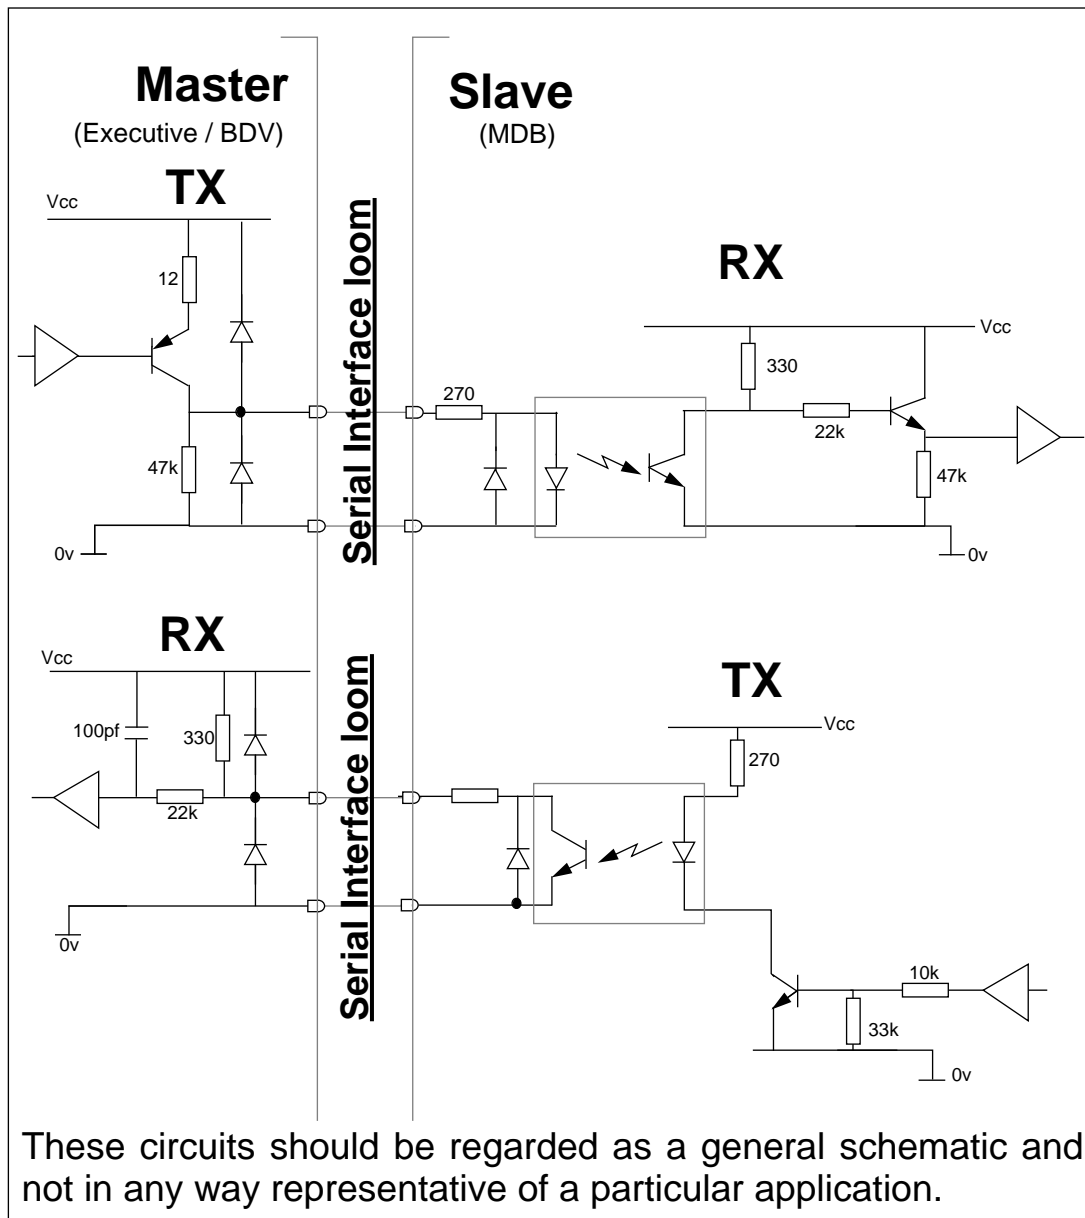 Master
(Executive / BDV)
Slave
(MDB)
TX
Vcc
12
47k
0v
Serial Interface loom
RX
Vcc
330
270
22k
47k
0v
RX
Vcc
100pf
330
22k
0v
Serial Interface loom
TX
Vcc
270
10k
33k
0v
These circuits should be regarded as a general schematic and
not in any way representative of a particular application.